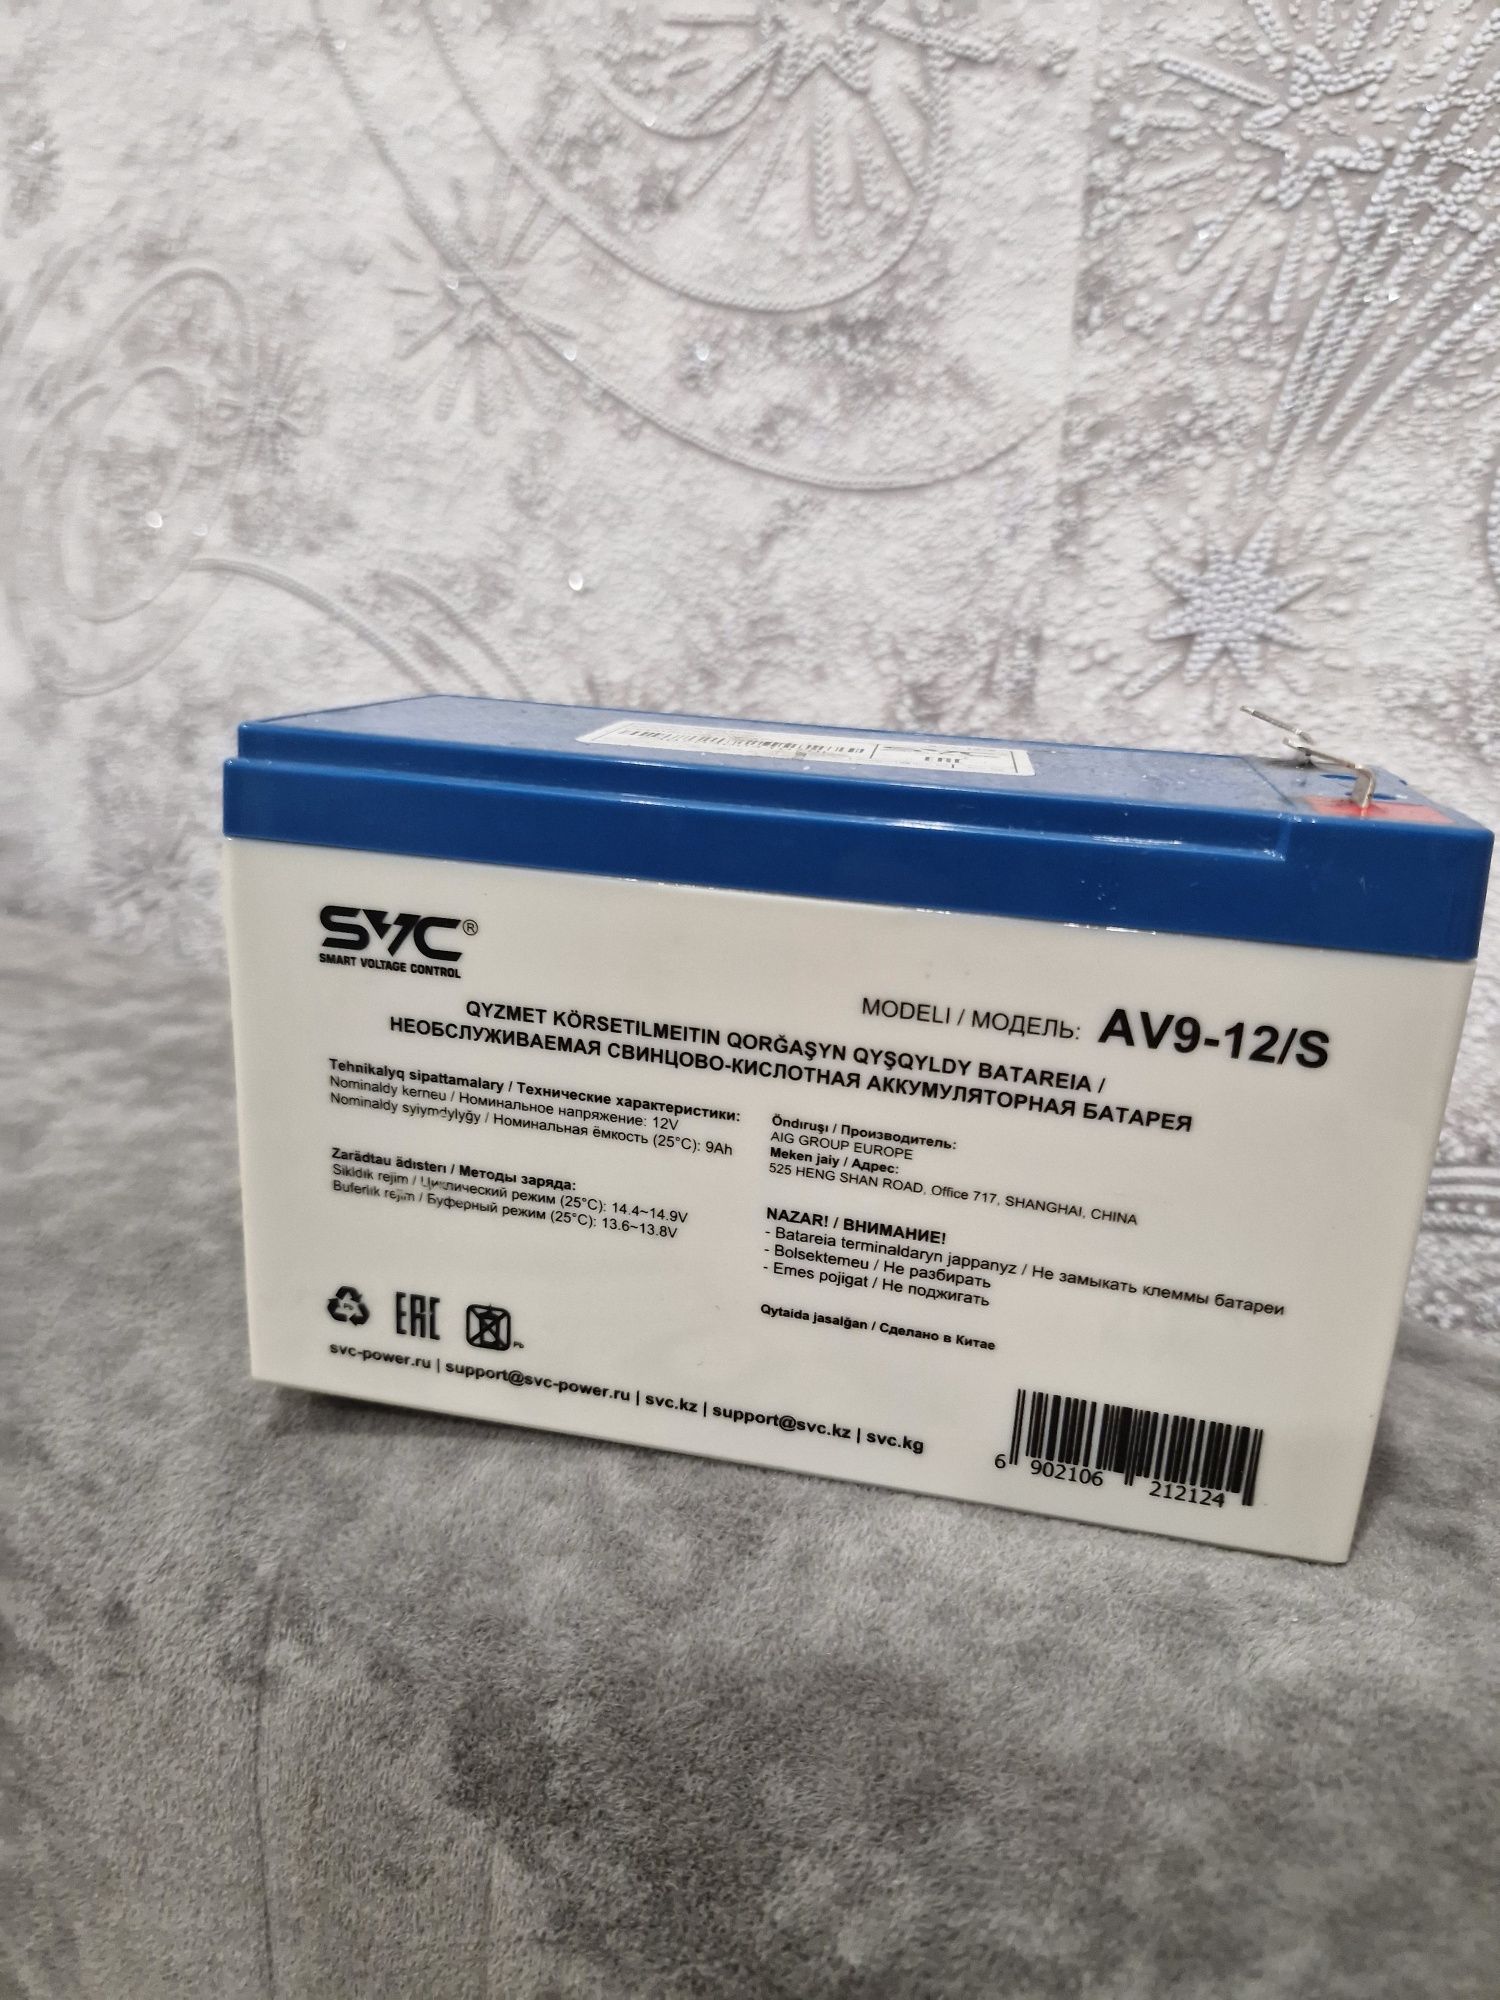 EAC
SVC®
SMART VOLTAGE CONTROL
MODELI / МОДЕЛЬ: AV9-12/S
QYZMET KÖRSETILMEITIN QORĞAŞYN QYŞQYLDY BATAREIA /
НЕОБСЛУЖИВАЕМАЯ СВИНЦОВО-КИСЛОТНАЯ АККУМУЛЯТОРНАЯ БАТАРЕЯ
Tehnikalyq sipattamalary / Технические характеристики:
Nominaldy kerneu / Номинальное напряжение: 12V
Nominaldy syiymdylyğy / Номинальная ёмкость (25°C): 9Ah
Zarädtau ädısterı / Методы заряда:
Sikldık rejim / Циклический режим (25°C): 14.4~14.9V
Buferlık rejim / Буферный режим (25°C): 13.6~13.8V
Öndıruşı / Производитель:
AIG GROUP EUROPE
Meken jaiy / Адрес:
525 HENG SHAN ROAD, Office 717, SHANGHAI, CHINA
NAZAR! / ВНИМАНИЕ!
- Batareia terminaldaryn jappanyz / Не замыкать клеммы батареи
- Bolsektemeu / Не разбирать
- Emes pojigat / Не поджигать
Qytaida jasalğan / Сделано в Китае
Pb
EAC
Pb
svc-power.ru | support@svc-power.ru | svc.kz | support@svc.kz | svc.kg
6 902106 212124